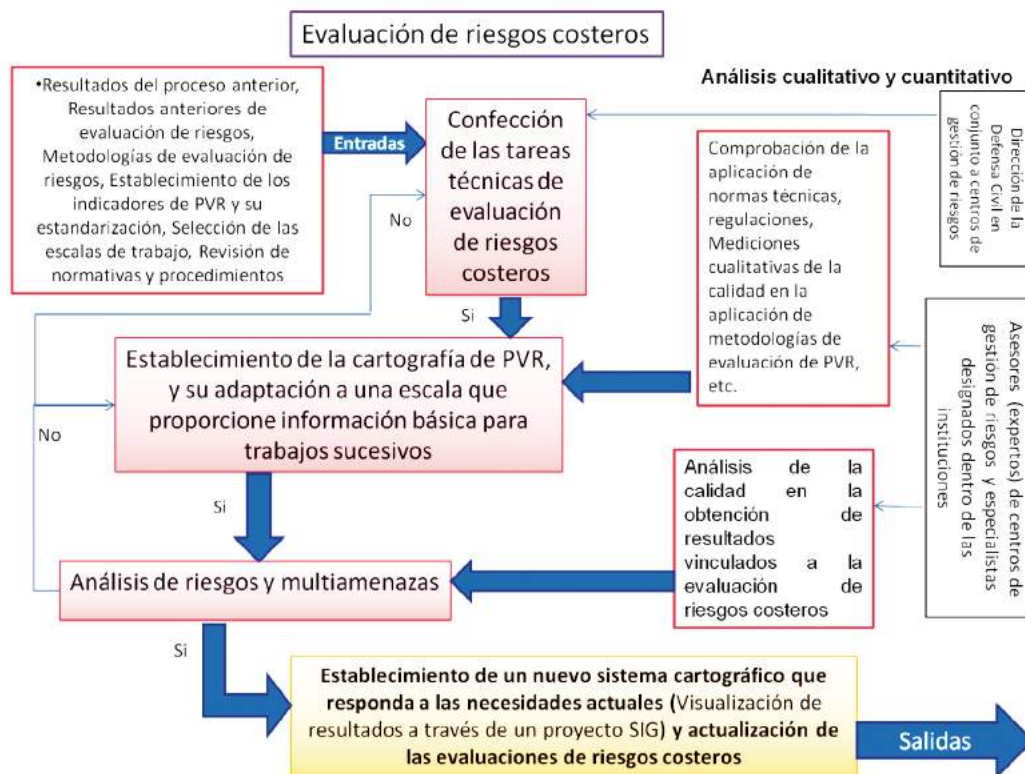 Evaluación de riesgos costeros
•Resultados del proceso anterior,
Resultados anteriores de
evaluación de riesgos,
Metodologías de evaluación de
riesgos, Establecimiento de los
indicadores de PVR y su
estandarización, Selección de las
escalas de trabajo, Revisión de
normativas y procedimientos
Entradas
Confección
de las tareas
técnicas de
evaluación
de riesgos
costeros
Análisis cualitativo y cuantitativo
Comprobación de la
aplicación de
normas técnicas,
regulaciones,
Mediciones
cualitativas de la
calidad en la
aplicación de
metodologías de
evaluación de PVR,
etc.
Dirección de la
Defensa Civil en
conjunto a centros de
gestión de riesgos
No
Si
Establecimiento de la cartografía de PVR,
y su adaptación a una escala que
proporcione información básica para
trabajos sucesivos
Asesores (expertos) de centros de
gestión de riesgos y especialistas
designados dentro de las
instituciones
No
Si
Análisis de la
calidad en la
obtención de
resultados
vinculados a la
evaluación de
riesgos costeros
Análisis de riesgos y multiamenazas
Si
Establecimiento de un nuevo sistema cartográfico que
responda a las necesidades actuales (Visualización de
resultados a través de un proyecto SIG) y actualización de
las evaluaciones de riesgos costeros
Salidas